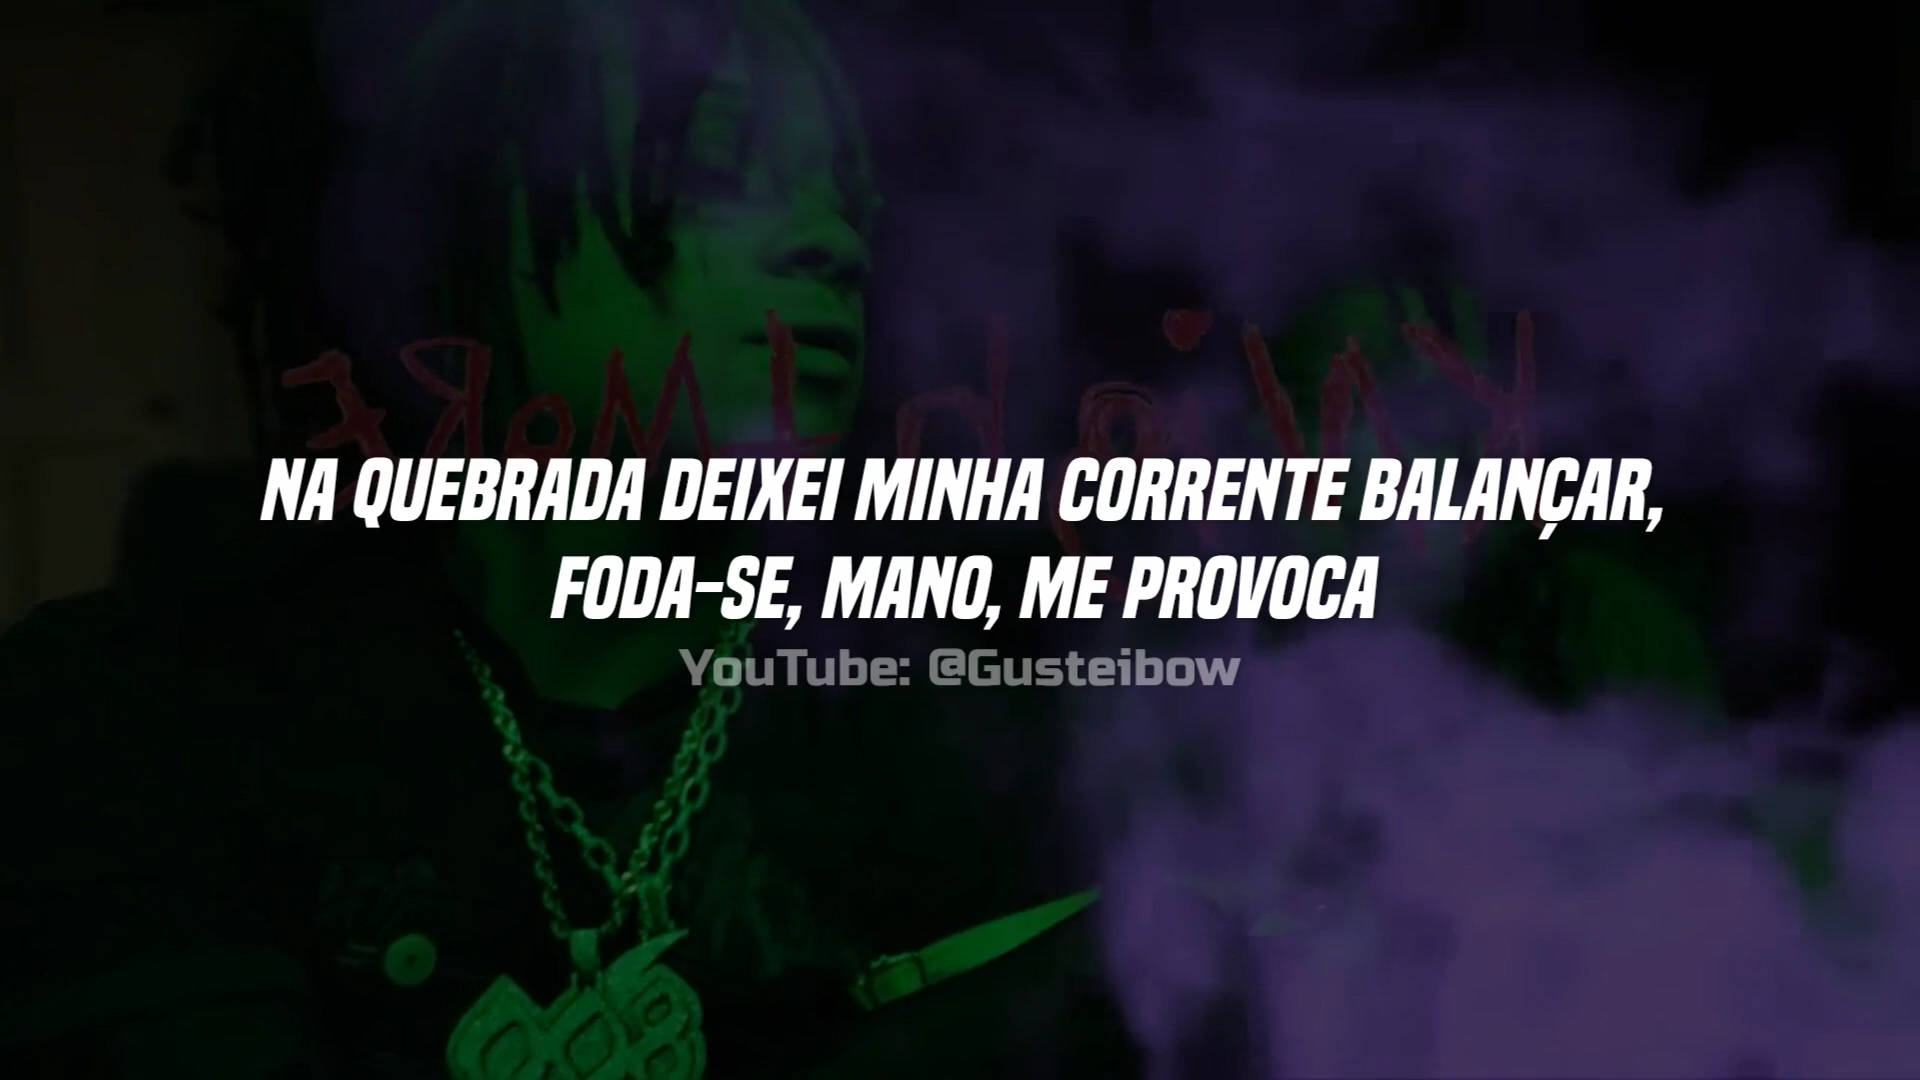 NA QUEBRADA DEIXEI MINHA CORRENTE BALANÇAR,
FODA-SE, MANO, ME PROVOCA
YouTube: @Gusteibow